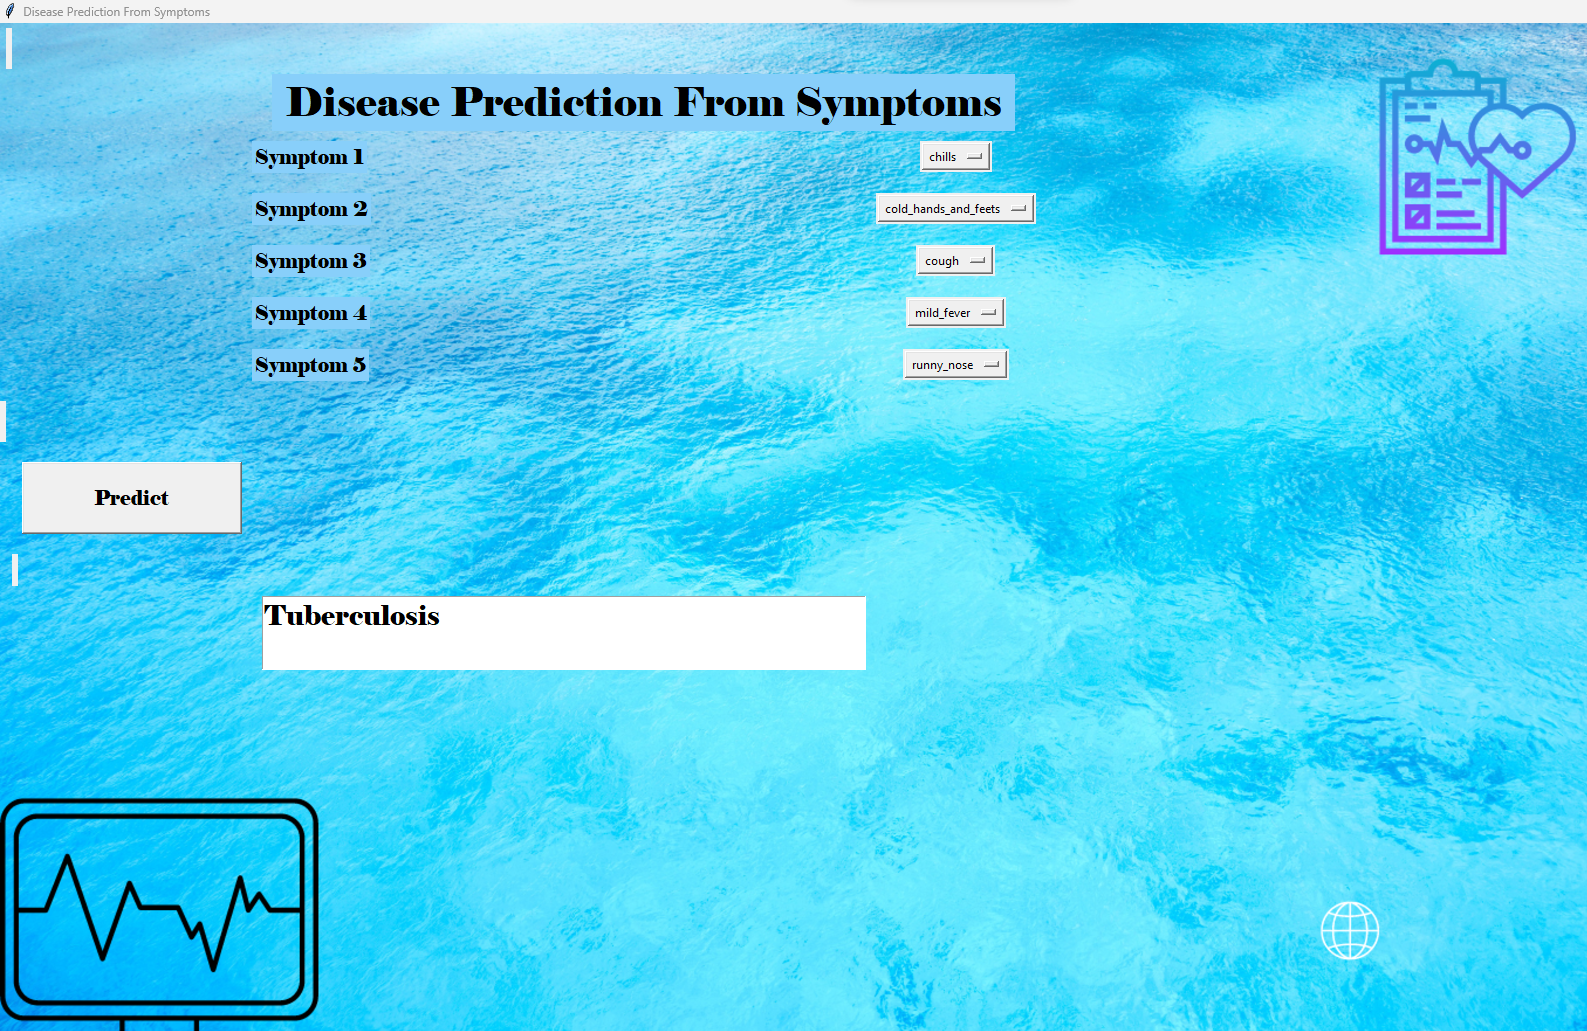 Disease Prediction From Symptoms
Disease Prediction From Symptoms
Symptom 1
chills
Symptom 2
cold_hands_and_feets
Symptom 3
cough
Symptom 4
mild_fever
Symptom 5
runny_nose
Predict
Tuberculosis